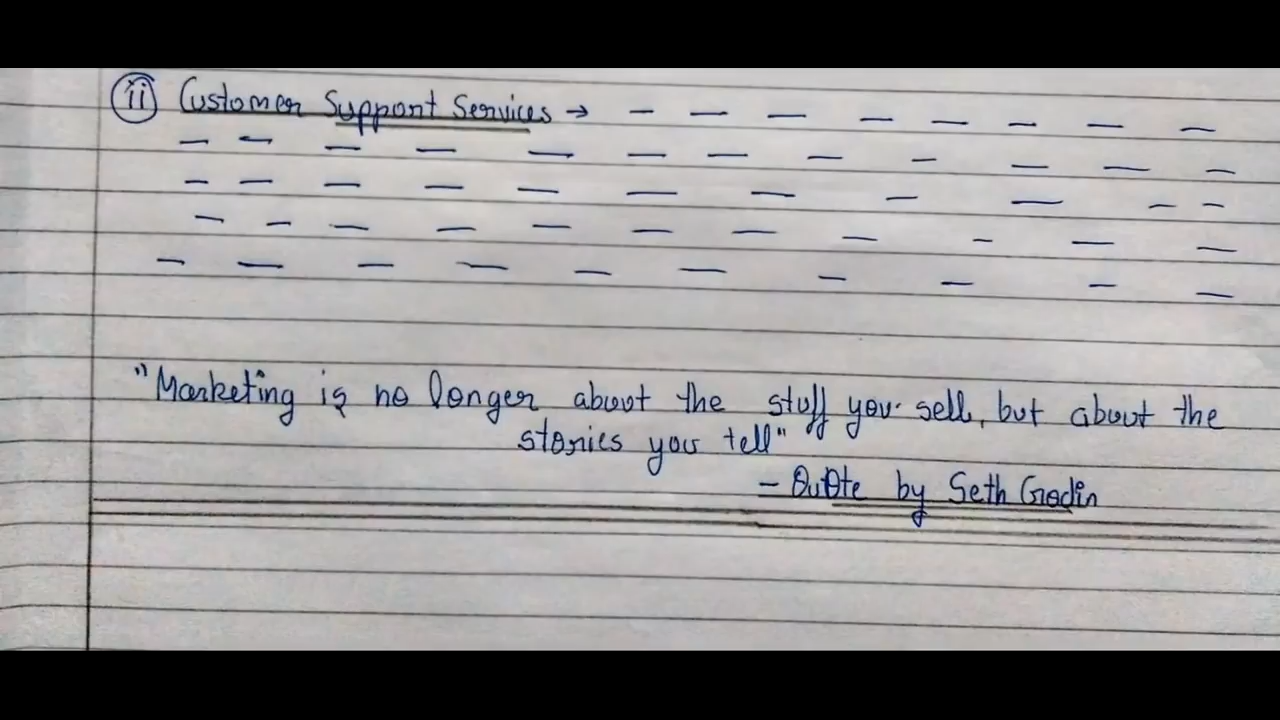 (ii) Customer Support Services → — — — — — — — —
— — — — — — — — — — — —
— — — — — — — — — — —
— — — — — — — — — — —
— — — — — — — — — —
"Marketing is no longer about the stuff you sell, but about the
stories you tell"
- Quote by Seth Godin